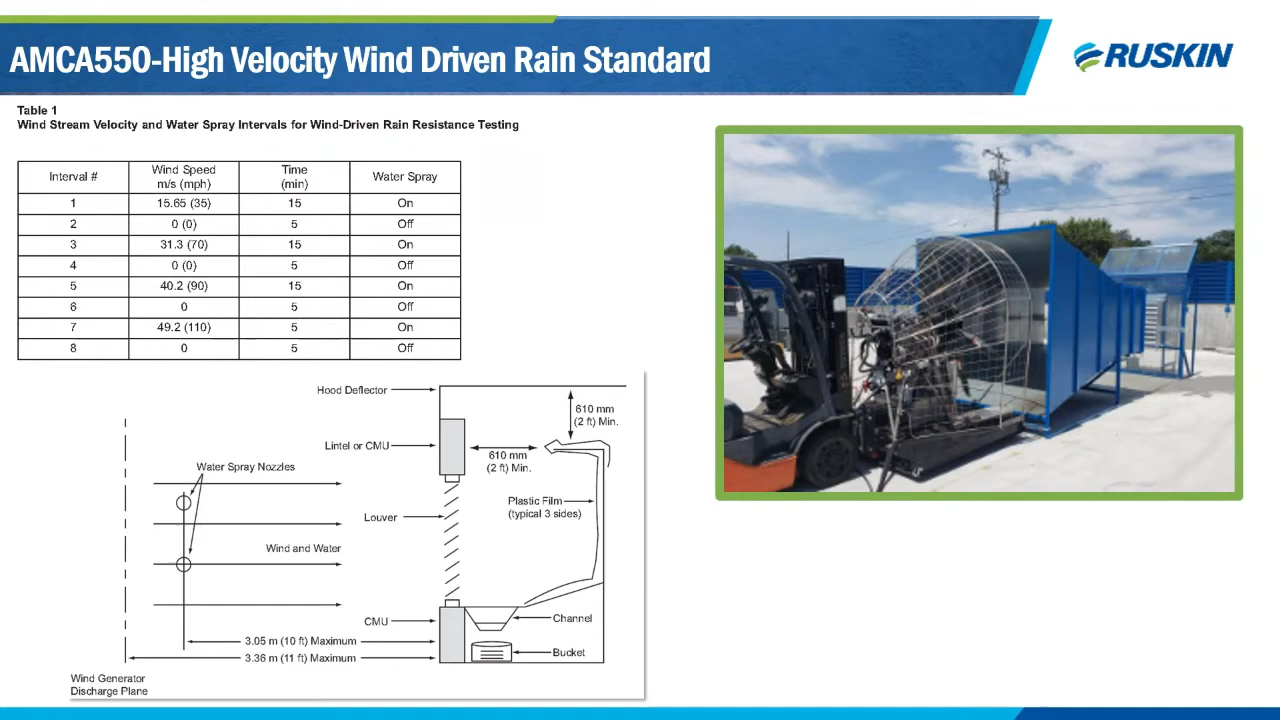 AMCA550-High Velocity Wind Driven Rain Standard
RUSKIN
Table 1
Wind Stream Velocity and Water Spray Intervals for Wind-Driven Rain Resistance Testing
Interval # Wind Speed m/s (mph) Time (min) Water Spray
1 15.65 (35) 15 On
2 0 (0) 5 Off
3 31.3 (70) 15 On
4 0 (0) 5 Off
5 40.2 (90) 15 On
6 0 5 Off
7 49.2 (110) 5 On
8 0 5 Off
Hood Deflector
610 mm
(2 ft) Min.
Lintel or CMU
610 mm
(2 ft) Min.
Water Spray Nozzles
Plastic Film
(typical 3 sides)
Louver
Wind and Water
CMU
Channel
3.05 m (10 ft) Maximum
Bucket
3.36 m (11 ft) Maximum
Wind Generator
Discharge Plane